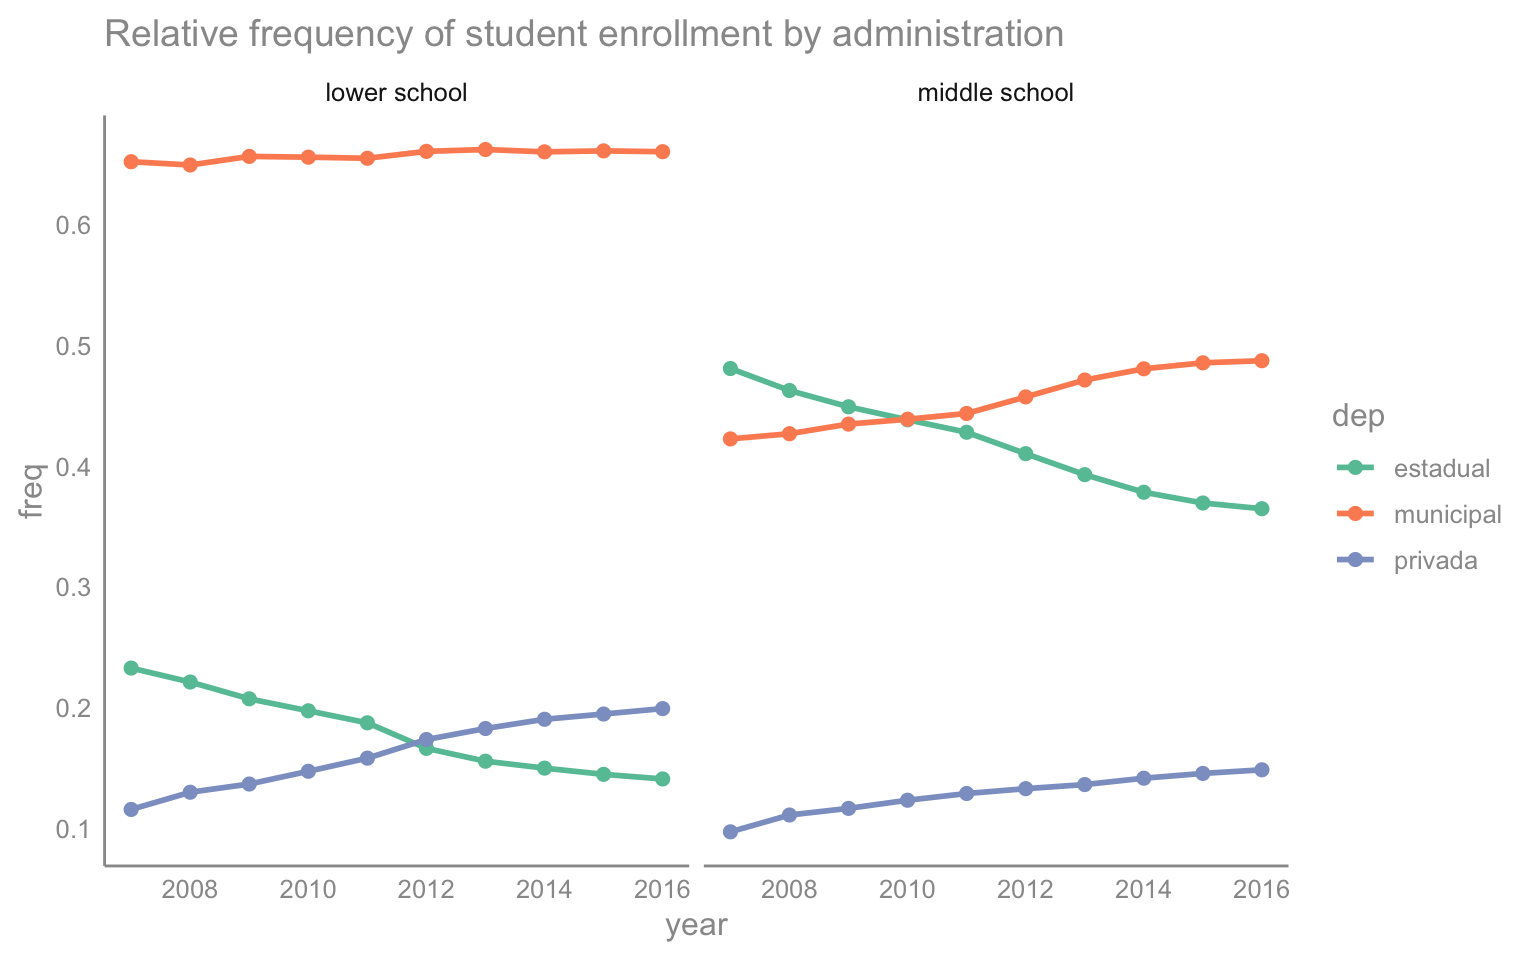 Relative frequency of student enrollment by administration
lower school
middle school
0.6
0.5
0.4
0.3
0.2
0.1
freq
2008 2010 2012 2014 2016
2008 2010 2012 2014 2016
year
dep
estadual
municipal
privada